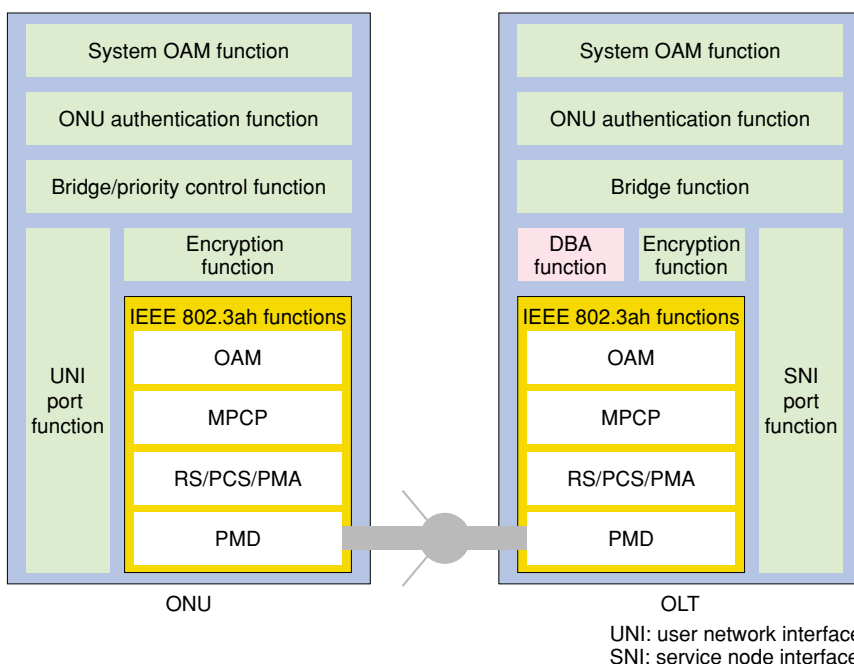 System OAM function
ONU authentication function
Bridge/priority control function
Encryption
function
UNI
port
function
IEEE 802.3ah functions
OAM
MPCP
RS/PCS/PMA
PMD
ONU
System OAM function
ONU authentication function
Bridge function
DBA
function
Encryption
function
IEEE 802.3ah functions
OAM
MPCP
RS/PCS/PMA
PMD
SNI
port
function
OLT
UNI: user network interface
SNI: service node interface